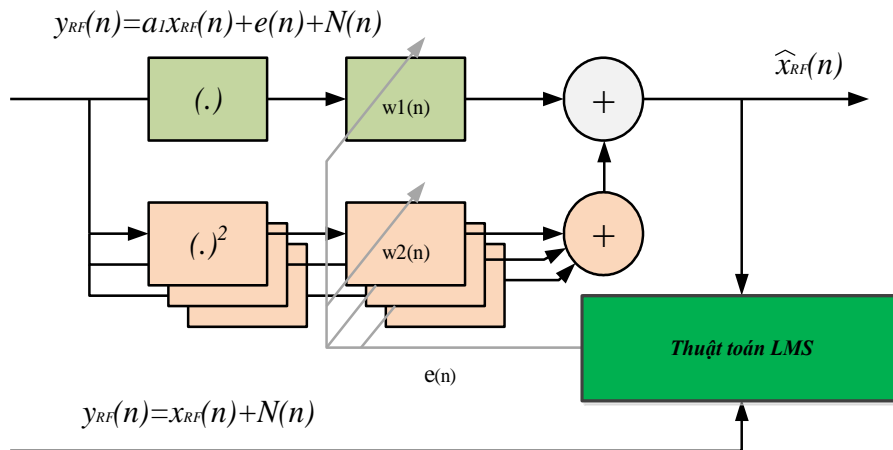 yRF(n)=a1xRF(n)+e(n)+N(n)
x̂RF(n)
(.)
w1(n)
+
(.)²
w2(n)
+
Thuật toán LMS
e(n)
yRF(n)=xRF(n)+N(n)